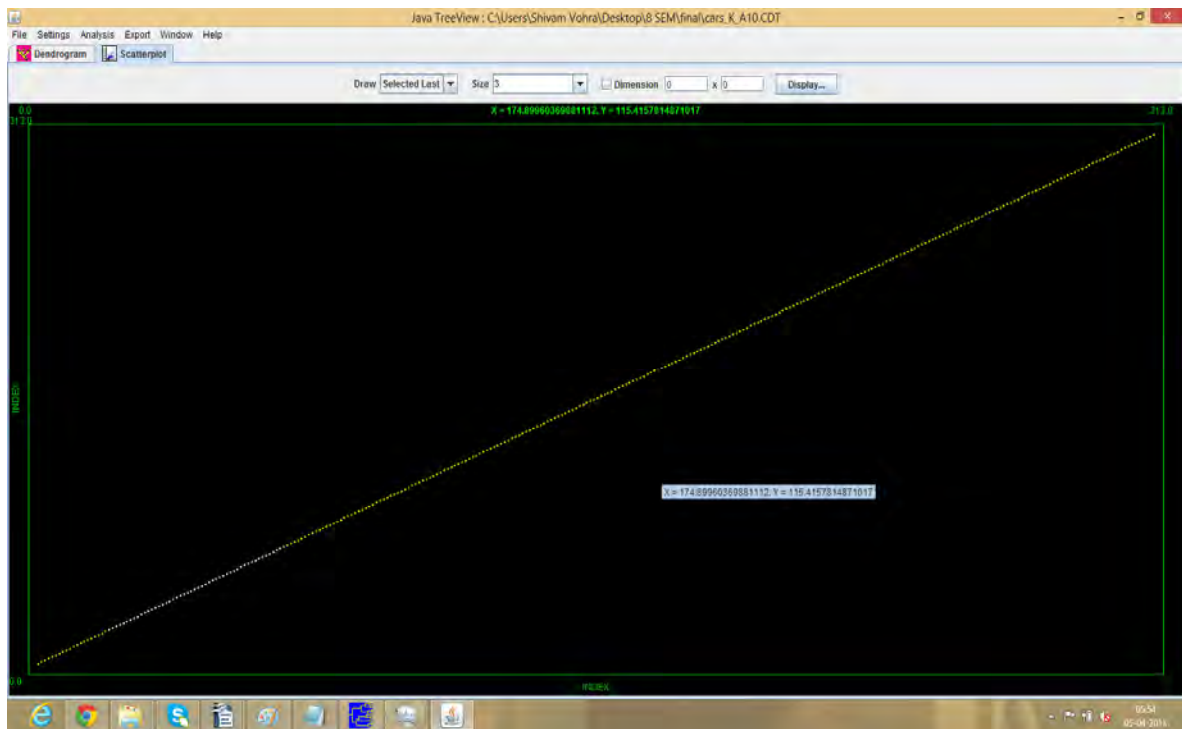 Java TreeView : C:\Users\Shivam Vohra\Desktop\8 SEM\final\cars_K_A10.CDT
File Settings Analysis Export Window Help
Dendrogram Scatterplot
Draw Selected Last Size 3 Dimension 0 x 0 Display...
0.0 X = 174.89960369881112, Y = 115.4157814871017 313.0
313.0
INDEX
X = 174.89960369881112, Y = 115.4157814871017
0.0
INDEX
05:54